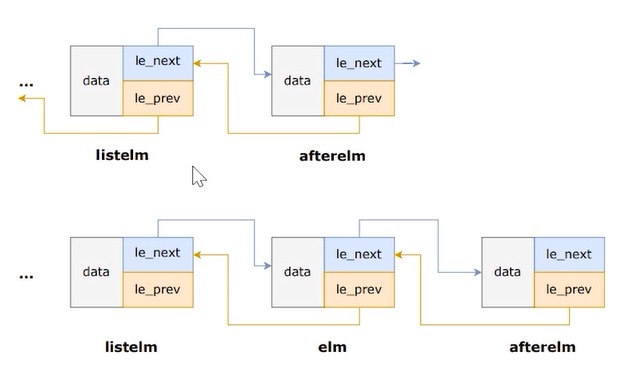 le_next le_next
data data
...
le_prev le_prev
listelm afterelm
le_next le_next le_next
data data data
...
le_prev le_prev le_prev
listelm elm afterelm